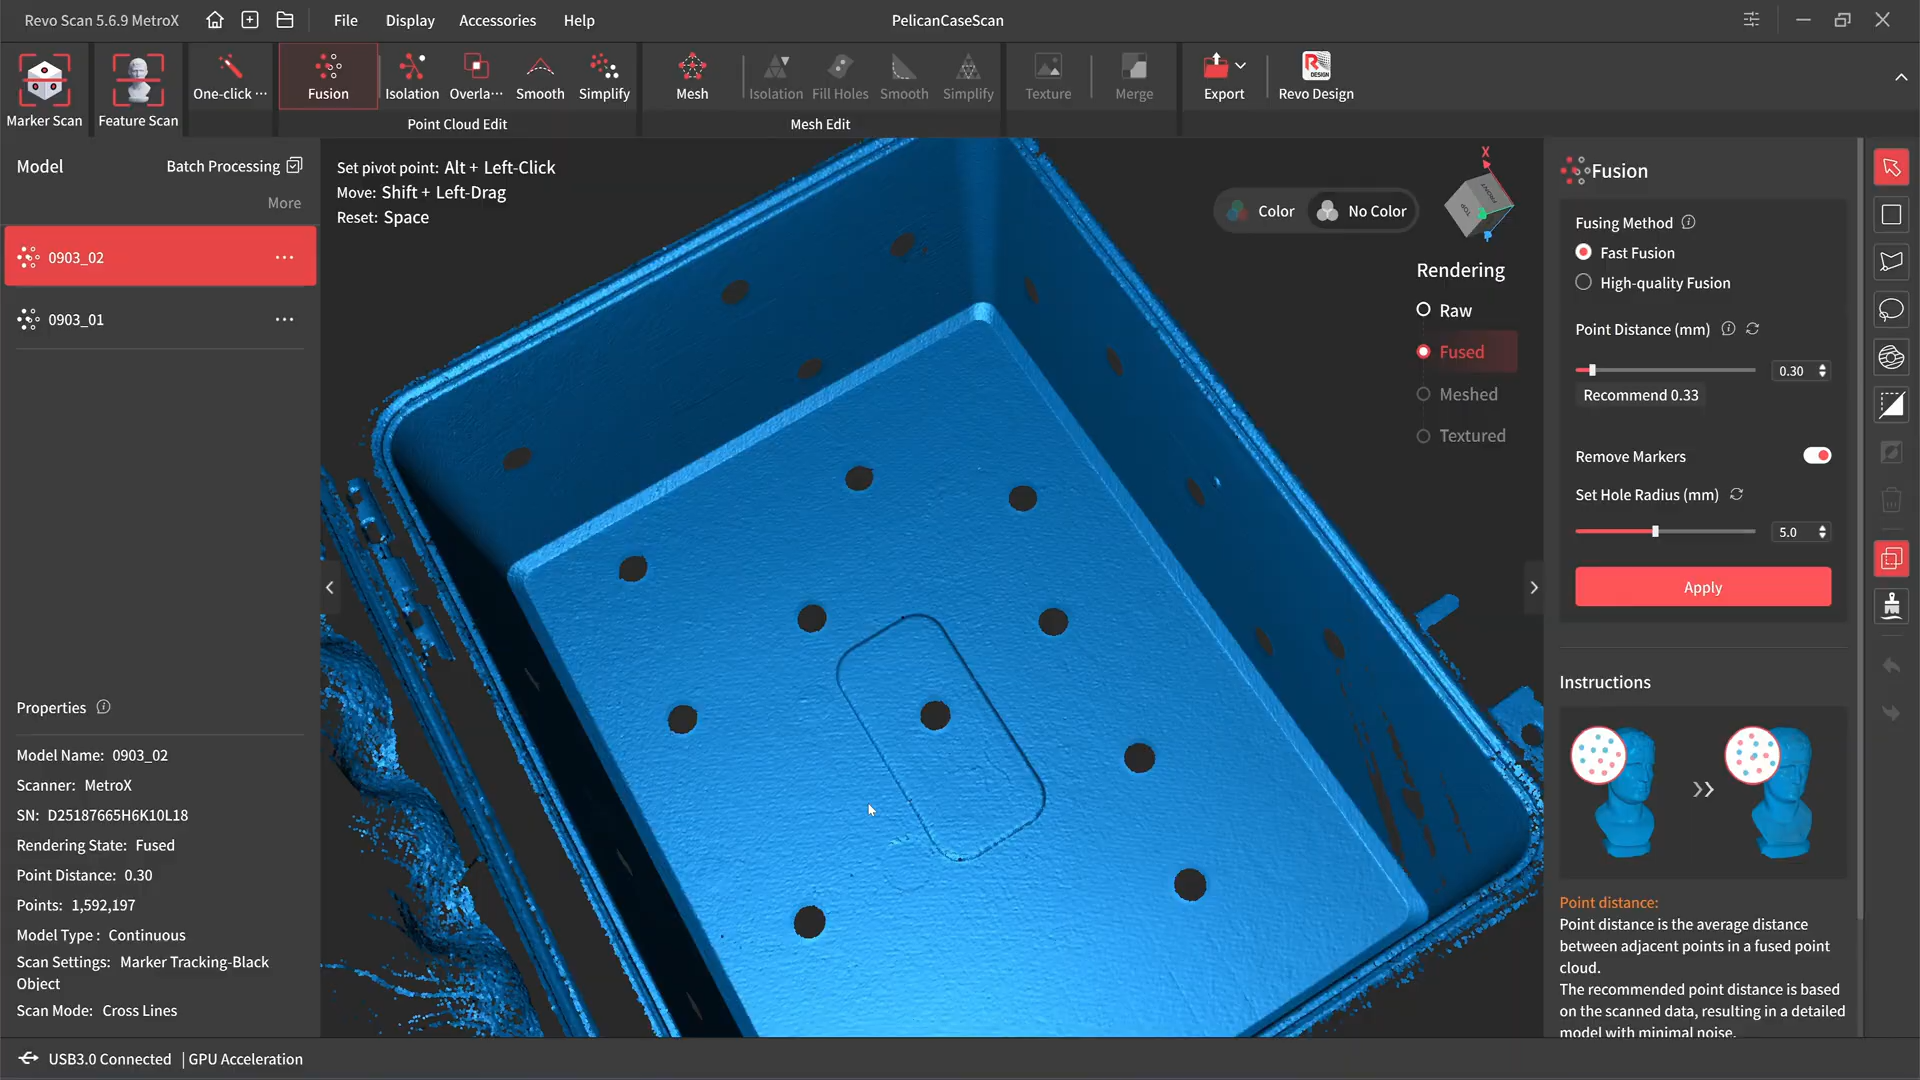 Revo Scan 5.6.9 MetroX
File
Display
Accessories
Help
PelicanCaseScan
Marker Scan
Feature Scan
One-click ···
Fusion
Isolation
Overla···
Smooth
Simplify
Point Cloud Edit
Mesh
Isolation
Fill Holes
Smooth
Simplify
Mesh Edit
Texture
Merge
Export
Revo Design
Model
Batch Processing
More
0903_02
0903_01
Properties
Model Name: 0903_02
Scanner: MetroX
SN: D25187665H6K10L18
Rendering State: Fused
Point Distance: 0.30
Points: 1,592,197
Model Type : Continuous
Scan Settings: Marker Tracking-Black
Object
Scan Mode: Cross Lines
Set pivot point: Alt + Left-Click
Move: Shift + Left-Drag
Reset: Space
Color
No Color
X
TOP
FRONT
Rendering
Raw
Fused
Meshed
Textured
Fusion
Fusing Method
Fast Fusion
High-quality Fusion
Point Distance (mm)
0.30
Recommend 0.33
Remove Markers
Set Hole Radius (mm)
5.0
Apply
Instructions
Point distance:
Point distance is the average distance
between adjacent points in a fused point
cloud.
The recommended point distance is based
on the scanned data, resulting in a detailed
model with minimal noise.
USB3.0 Connected | GPU Acceleration